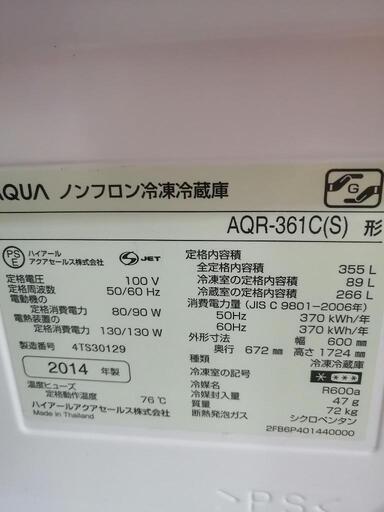 AQUA ノンフロン冷凍冷蔵庫
G
AQR-361C(S) 形
PS E ハイアール アクアセールス株式会社 JET
定格電圧 100 V
定格周波数 50/60 Hz
電動機の 定格消費電力 80/90 W
電熱装置の 定格消費電力 130/130 W
製造番号 4TS30129
2014 年製
温度ヒューズ 定格動作温度 76℃
ハイアールアクアセールス株式会社
Made in Thailand
定格内容積
全定格内容積 355 L
冷凍室の定格内容積 89 L
冷蔵室の定格内容積 266 L
消費電力量(JIS C 9801-2006年)
50Hz 370 kWh/年
60Hz 370 kWh/年
外形寸法 幅 600 mm
奥行 672 mm 高さ 1724 mm
種類 冷凍冷蔵庫
冷凍室の記号 * ***
冷媒 R600a
冷媒封入量 47 g
質量 72 kg
断熱発泡ガス シクロペンタン
2FB6P401440000
>PS<